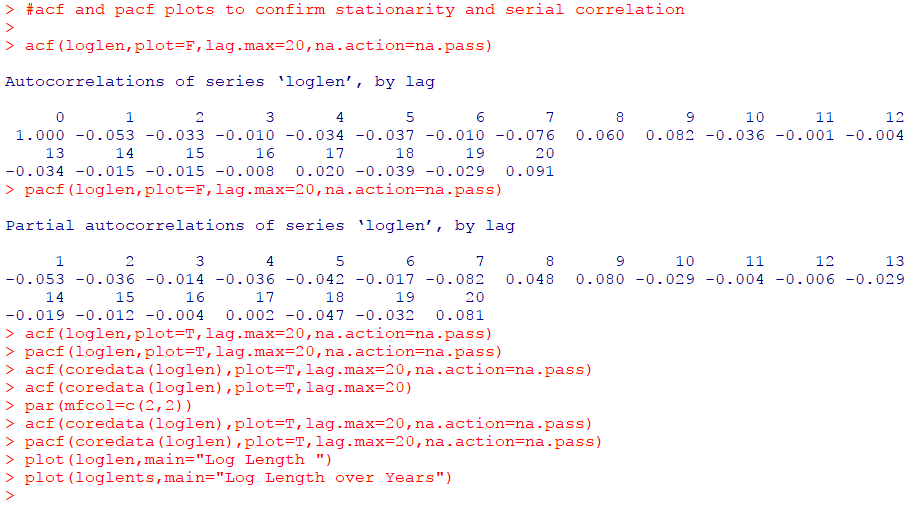 > #acf and pacf plots to confirm stationarity and serial correlation
>
> acf(loglen,plot=F,lag.max=20,na.action=na.pass)
Autocorrelations of series ‘loglen’, by lag
0 1 2 3 4 5 6 7 8 9 10 11 12
1.000 -0.053 -0.033 -0.010 -0.034 -0.037 -0.010 -0.076 0.060 0.082 -0.036 -0.001 -0.004
13 14 15 16 17 18 19 20
-0.034 -0.015 -0.015 -0.008 0.020 -0.039 -0.029 0.091
> pacf(loglen,plot=F,lag.max=20,na.action=na.pass)
Partial autocorrelations of series ‘loglen’, by lag
1 2 3 4 5 6 7 8 9 10 11 12 13
-0.053 -0.036 -0.014 -0.036 -0.042 -0.017 -0.082 0.048 0.080 -0.029 -0.004 -0.006 -0.029
14 15 16 17 18 19 20
-0.019 -0.012 -0.004 0.002 -0.047 -0.032 0.081
> acf(loglen,plot=T,lag.max=20,na.action=na.pass)
> pacf(loglen,plot=T,lag.max=20,na.action=na.pass)
> acf(coredata(loglen),plot=T,lag.max=20,na.action=na.pass)
> acf(coredata(loglen),plot=T,lag.max=20)
> par(mfcol=c(2,2))
> acf(coredata(loglen),plot=T,lag.max=20,na.action=na.pass)
> pacf(coredata(loglen),plot=T,lag.max=20,na.action=na.pass)
> plot(loglen,main="Log Length ")
> plot(loglents,main="Log Length over Years")
>